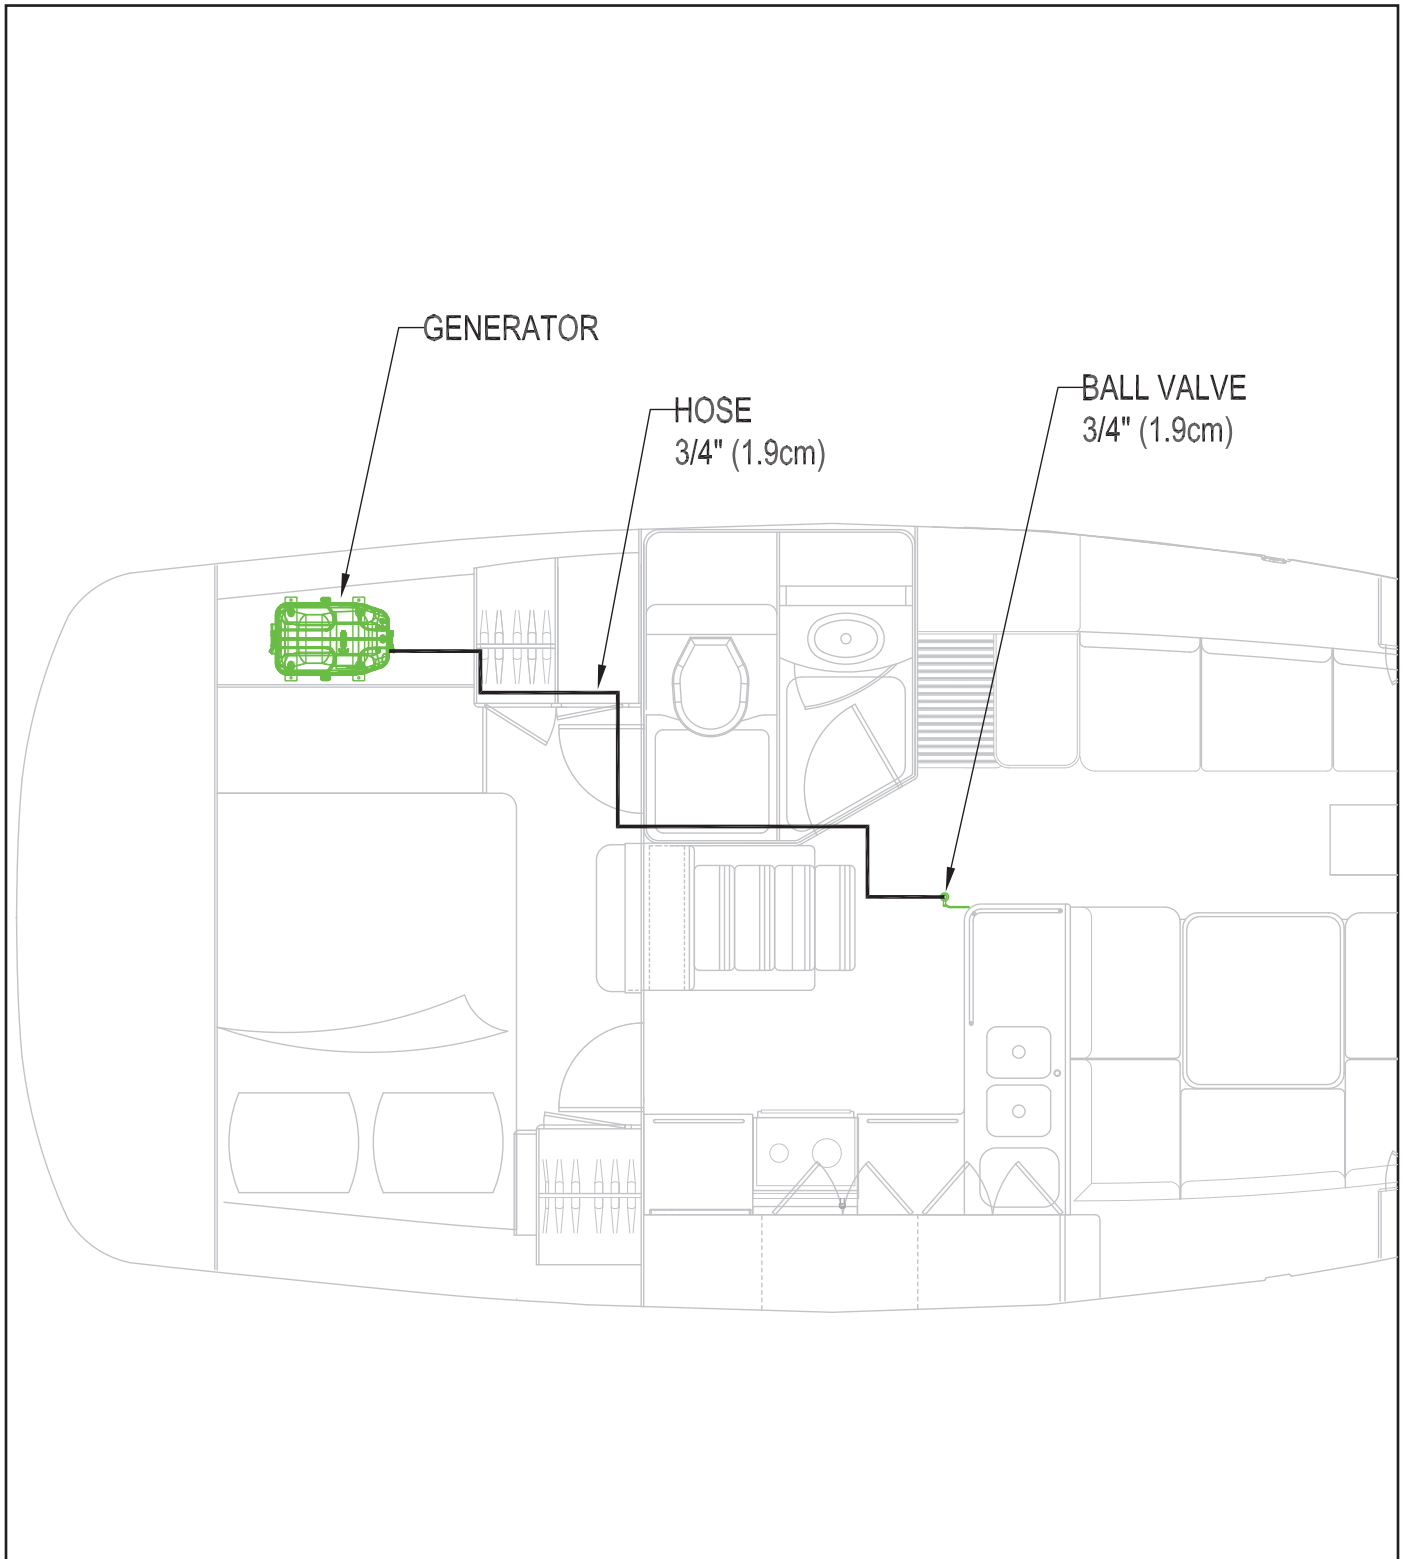 GENERATOR
HOSE
3/4" (1.9cm)
BALL VALVE
3/4" (1.9cm)